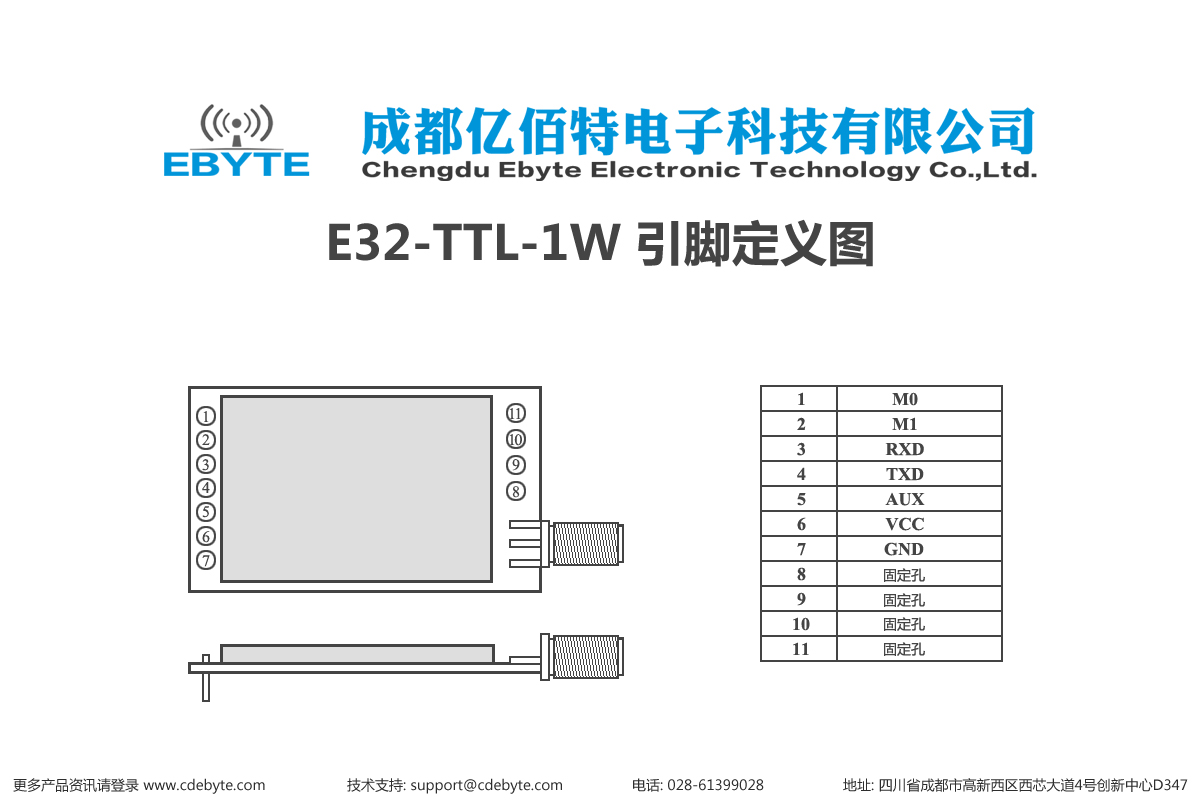 EBYTE
成都亿佰特电子科技有限公司
Chengdu Ebyte Electronic Technology Co.,Ltd.
E32-TTL-1W 引脚定义图
1
2
3
4
5
6
7
11
10
9
8
1 M0
2 M1
3 RXD
4 TXD
5 AUX
6 VCC
7 GND
8 固定孔
9 固定孔
10 固定孔
11 固定孔
更多产品资讯请登录 www.cdebyte.com 技术支持: support@cdebyte.com 电话: 028-61399028 地址: 四川省成都市高新西区西芯大道4号创新中心D347